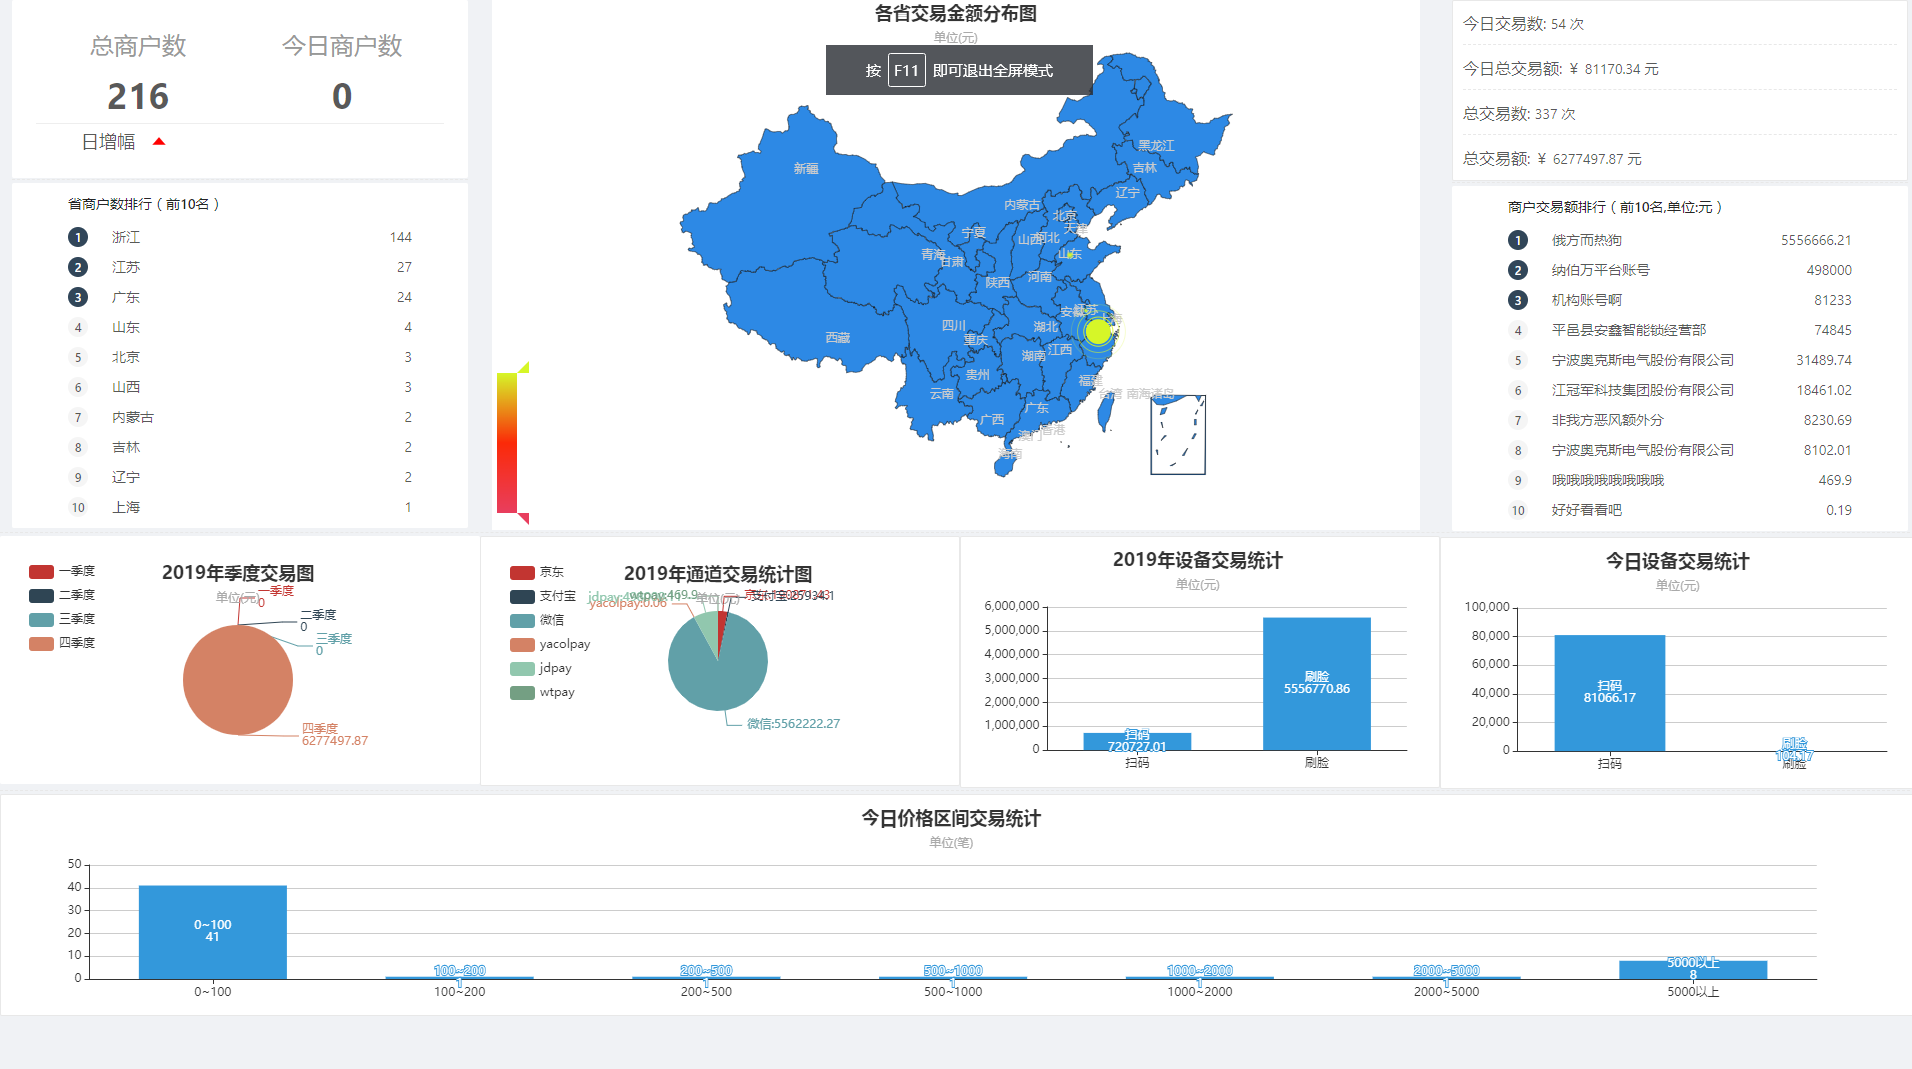 总商户数
今日商户数
216
0
日增幅
省商户数排行（前10名）
1 浙江 144
2 江苏 27
3 广东 24
4 山东 4
5 北京 3
6 山西 3
7 内蒙古 2
8 吉林 2
9 辽宁 2
10 上海 1
各省交易金额分布图
单位(元)
按 F11 即可退出全屏模式
黑龙江
吉林
辽宁
新疆
内蒙古
北京
天津
宁夏
山西
河北
山东
青海
甘肃
陕西
河南
安徽
江苏
上海
四川
重庆
湖北
西藏
湖南
江西
贵州
云南
福建
台湾
南海诸岛
广西
广东
澳门
香港
海南
今日交易数: 54 次
今日总交易额: ¥ 81170.34 元
总交易数: 337 次
总交易额: ¥ 6277497.87 元
商户交易额排行（前10名,单位:元）
1 俄方而热狗 5556666.21
2 纳伯万平台账号 498000
3 机构账号啊 81233
4 平邑县安鑫智能锁经营部 74845
5 宁波奥克斯电气股份有限公司 31489.74
6 江冠军科技集团股份有限公司 18461.02
7 非我方恶风额外分 8230.69
8 宁波奥克斯电气股份有限公司 8102.01
9 哦哦哦哦哦哦哦哦 469.9
10 好好看看吧 0.19
2019年季度交易图
单位(元)
一季度
二季度
三季度
四季度
一季度
0
二季度
0
三季度
0
四季度
6277497.87
2019年通道交易统计图
单位(元)
京东
支付宝
微信
yacolpay
jdpay
wtpay
wtpay:469.9
yacolpay:0.06
微信:5562222.27
2019年设备交易统计
单位(元)
6,000,000
5,000,000
4,000,000
3,000,000
2,000,000
1,000,000
0
扫码
720727.01
刷脸
5556770.86
扫码
刷脸
今日设备交易统计
单位(元)
100,000
80,000
60,000
40,000
20,000
0
扫码
81066.17
刷脸
104.17
扫码
刷脸
今日价格区间交易统计
单位(笔)
50
40
30
20
10
0
0~100
41
100~200
1
200~500
1
500~1000
1
1000~2000
1
2000~5000
1
5000以上
8
0~100
100~200
200~500
500~1000
1000~2000
2000~5000
5000以上